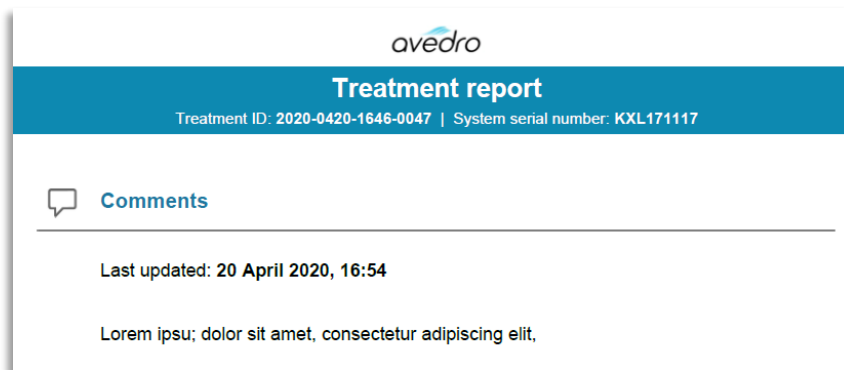 avedro
Treatment report
Treatment ID: 2020-0420-1646-0047 | System serial number: KXL171117
Comments
Last updated: 20 April 2020, 16:54
Lorem ipsu; dolor sit amet, consectetur adipiscing elit,